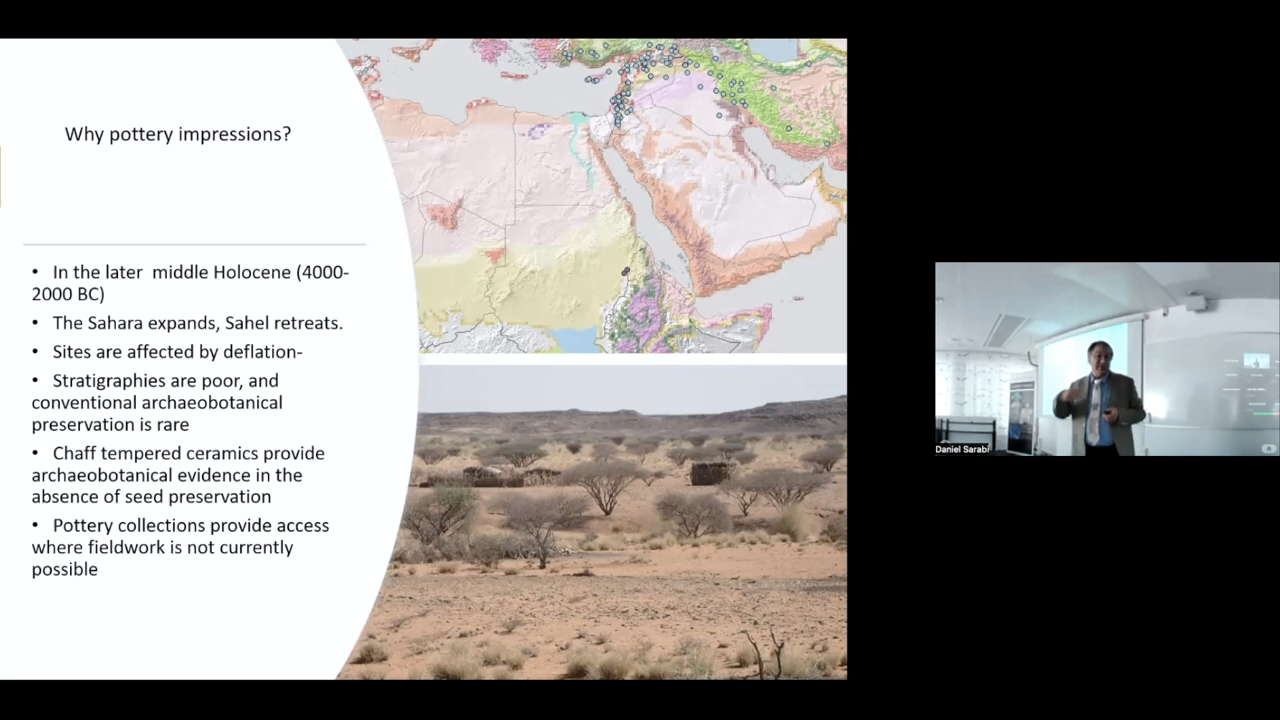 Why pottery impressions?
• In the later middle Holocene (4000-
2000 BC)
• The Sahara expands, Sahel retreats.
• Sites are affected by deflation-
• Stratigraphies are poor, and
conventional archaeobotanical
preservation is rare
• Chaff tempered ceramics provide
archaeobotanical evidence in the
absence of seed preservation
• Pottery collections provide access
where fieldwork is not currently
possible
Daniel Sarabi